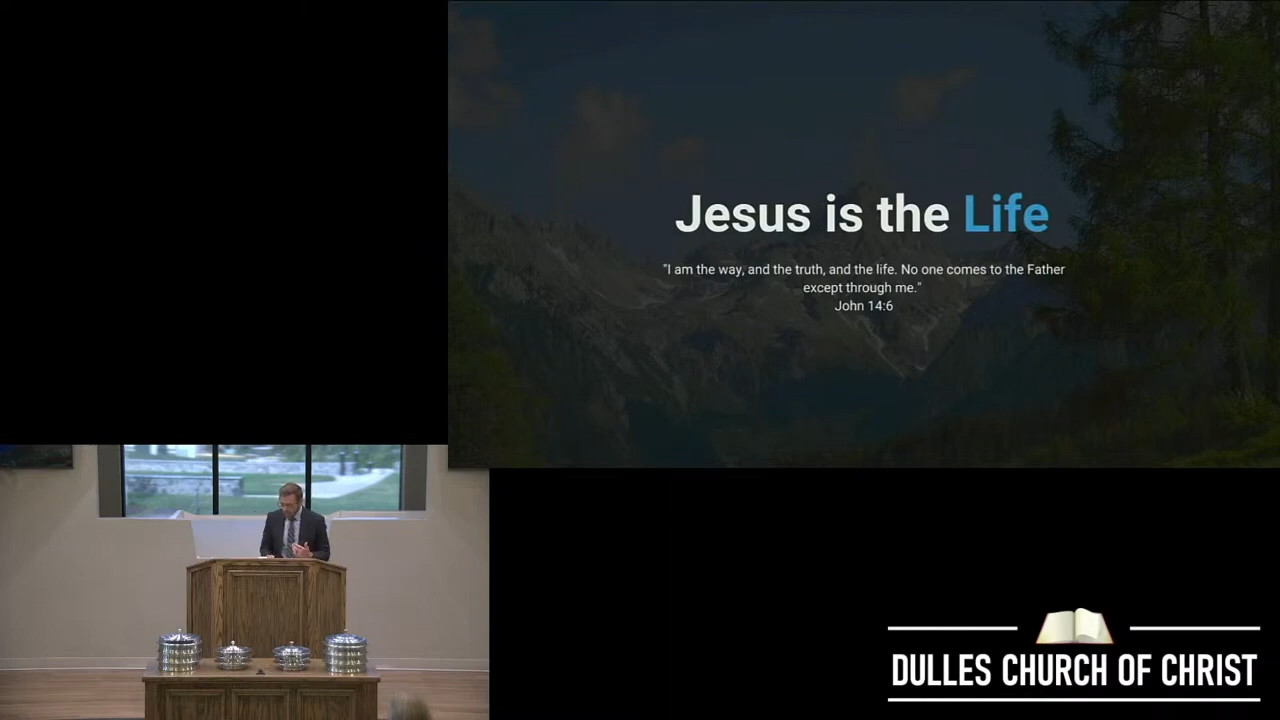 Jesus is the Life
"I am the way, and the truth, and the life. No one comes to the Father
except through me."
John 14:6
DULLES CHURCH OF CHRIST